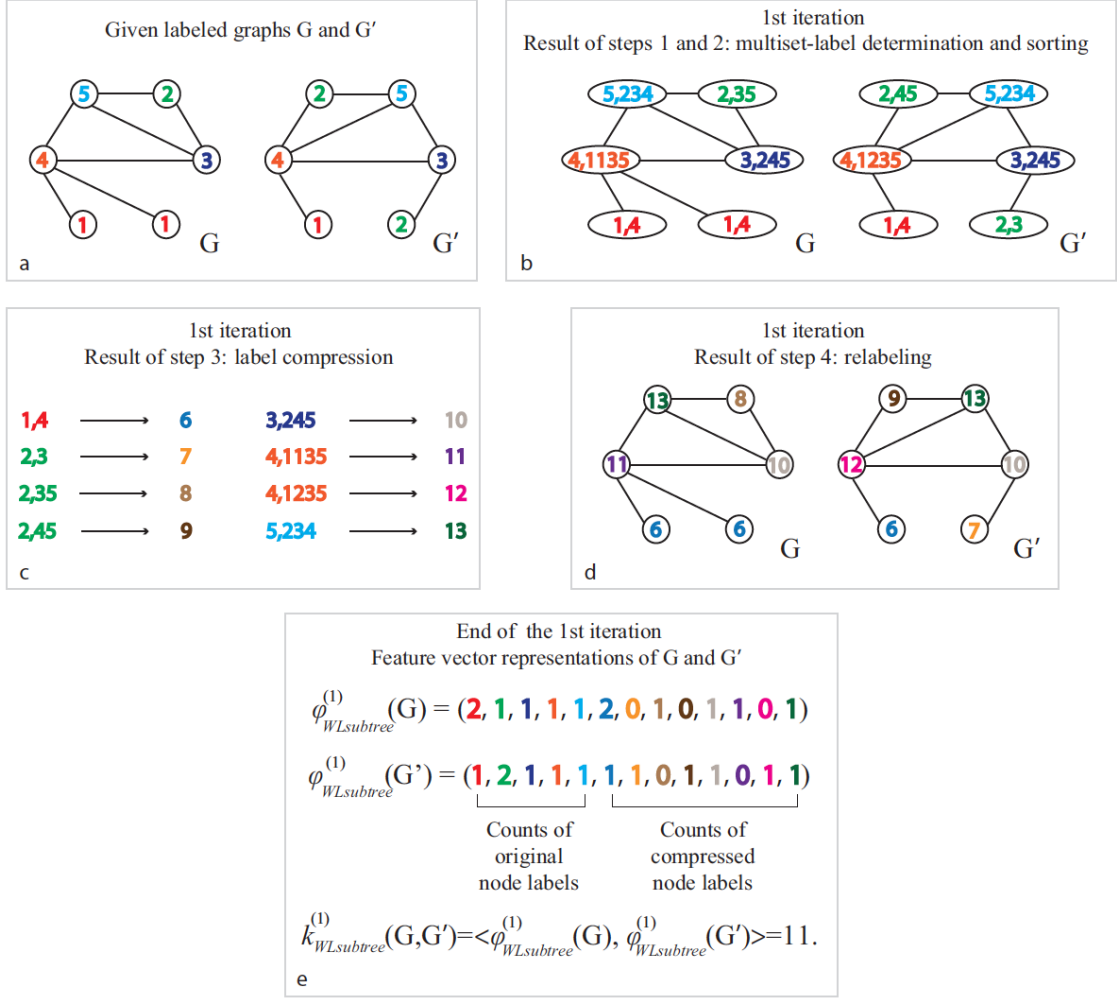 Given labeled graphs G and G′
5 2
4 3
1 1
G
2 5
4 3
1 2
G′
a
1st iteration
Result of steps 1 and 2: multiset-label determination and sorting
5,234 2,35
4,1135 3,245
1,4 1,4
G
2,45 5,234
4,1235 3,245
1,4 2,3
G′
b
1st iteration
Result of step 3: label compression
1,4 → 6 3,245 → 10
2,3 → 7 4,1135 → 11
2,35 → 8 4,1235 → 12
2,45 → 9 5,234 → 13
c
1st iteration
Result of step 4: relabeling
13 8
11 10
6 6
G
9 13
12 10
6 7
G′
d
End of the 1st iteration
Feature vector representations of G and G′
φ^(1)_WLsubtree(G) = (2, 1, 1, 1, 1, 2, 0, 1, 0, 1, 1, 0, 1)
φ^(1)_WLsubtree(G’) = (1, 2, 1, 1, 1, 1, 1, 0, 1, 1, 0, 1, 1)
Counts of original node labels
Counts of compressed node labels
k^(1)_WLsubtree(G,G′)=<φ^(1)_WLsubtree(G), φ^(1)_WLsubtree(G′)>=11.
e